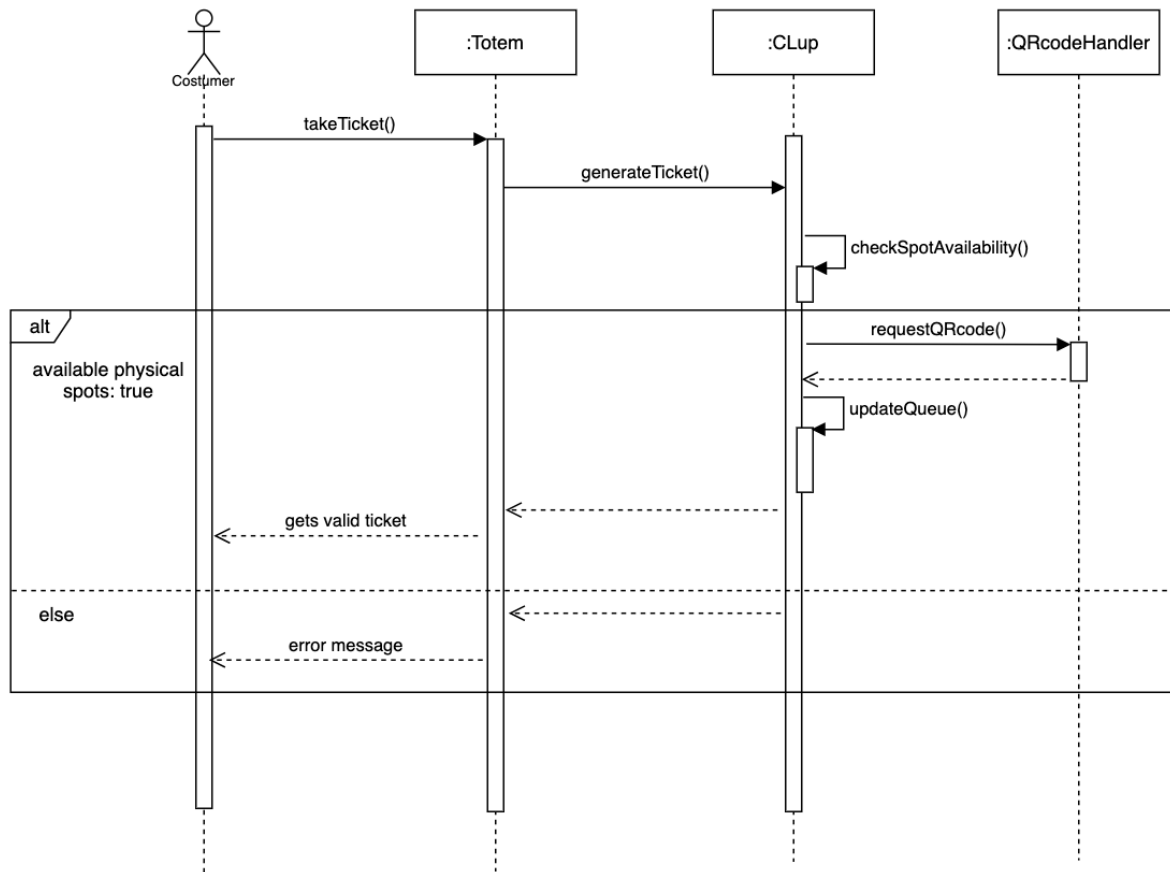 Costumer
:Totem
:CLup
:QRcodeHandler
takeTicket()
generateTicket()
checkSpotAvailability()
alt
requestQRcode()
available physical
spots: true
updateQueue()
gets valid ticket
else
error message